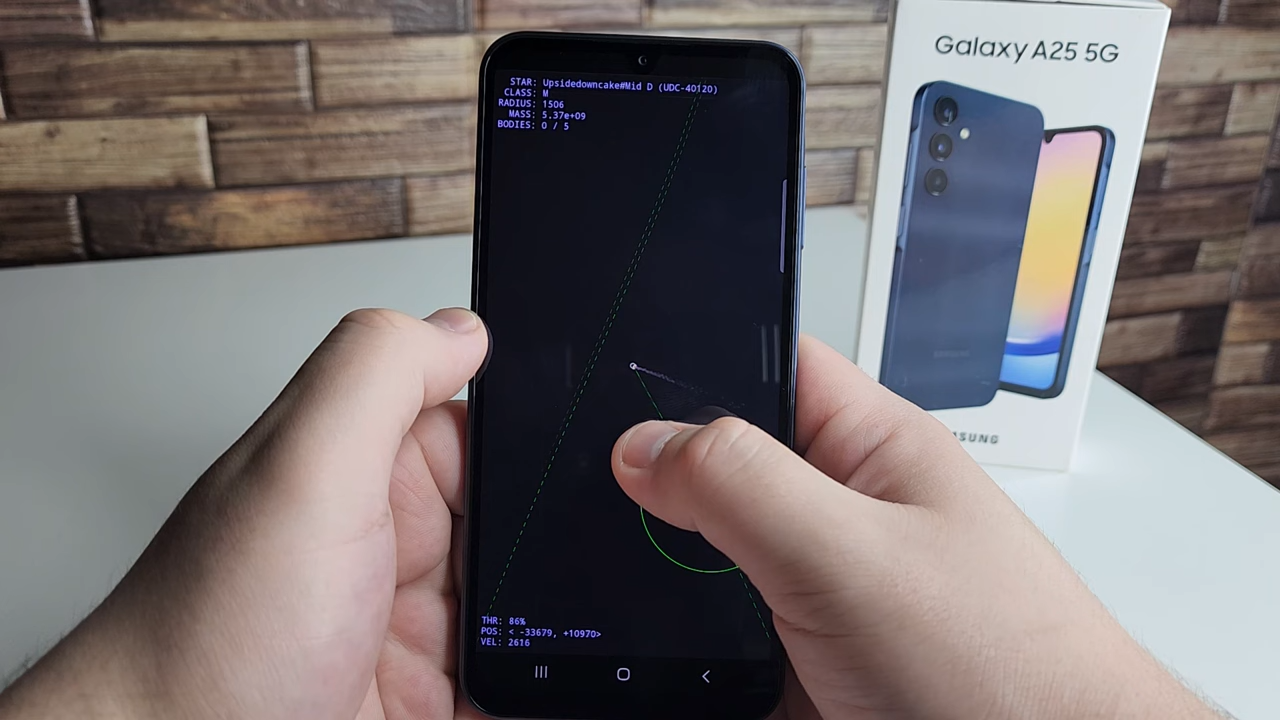 STAR: Upsidedowncake#Mid D (UDC-40120)
CLASS: M
RADIUS: 1506
MASS: 5.37e+09
BODIES: 0 / 5
THR: 86%
POS: < -33679, +10970>
VEL: 2616
Galaxy A25 5G